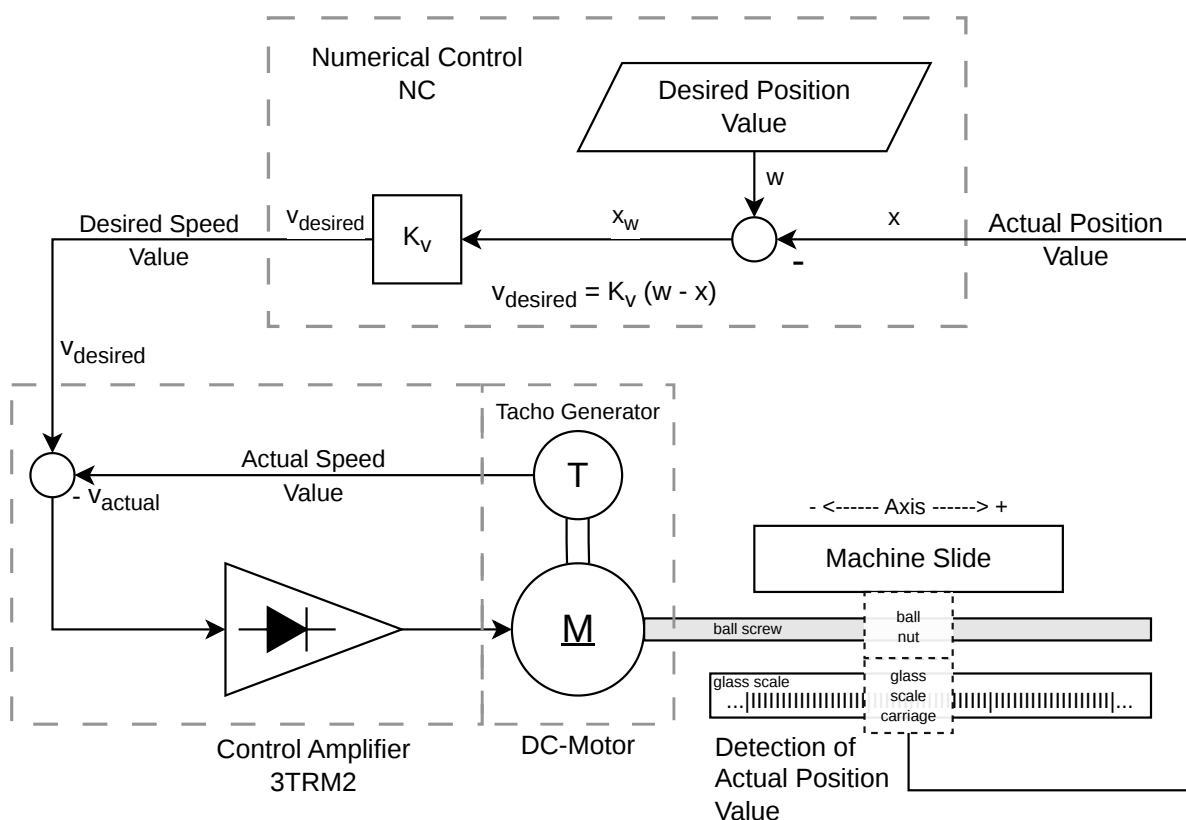 Numerical Control
NC
Desired Position
Value
w
Desired Speed
Value
v_desired
K_v
x_w
x
-
Actual Position
Value
v_desired = K_v (w - x)
v_desired
Tacho Generator
T
Actual Speed
Value
- v_actual
- <------ Axis ------> +
Machine Slide
M
ball screw
ball
nut
glass scale
glass
scale
carriage
...|||||||||||||||||||||||||||||||||||||||||||||||||||...
Control Amplifier
3TRM2
DC-Motor
Detection of
Actual Position
Value